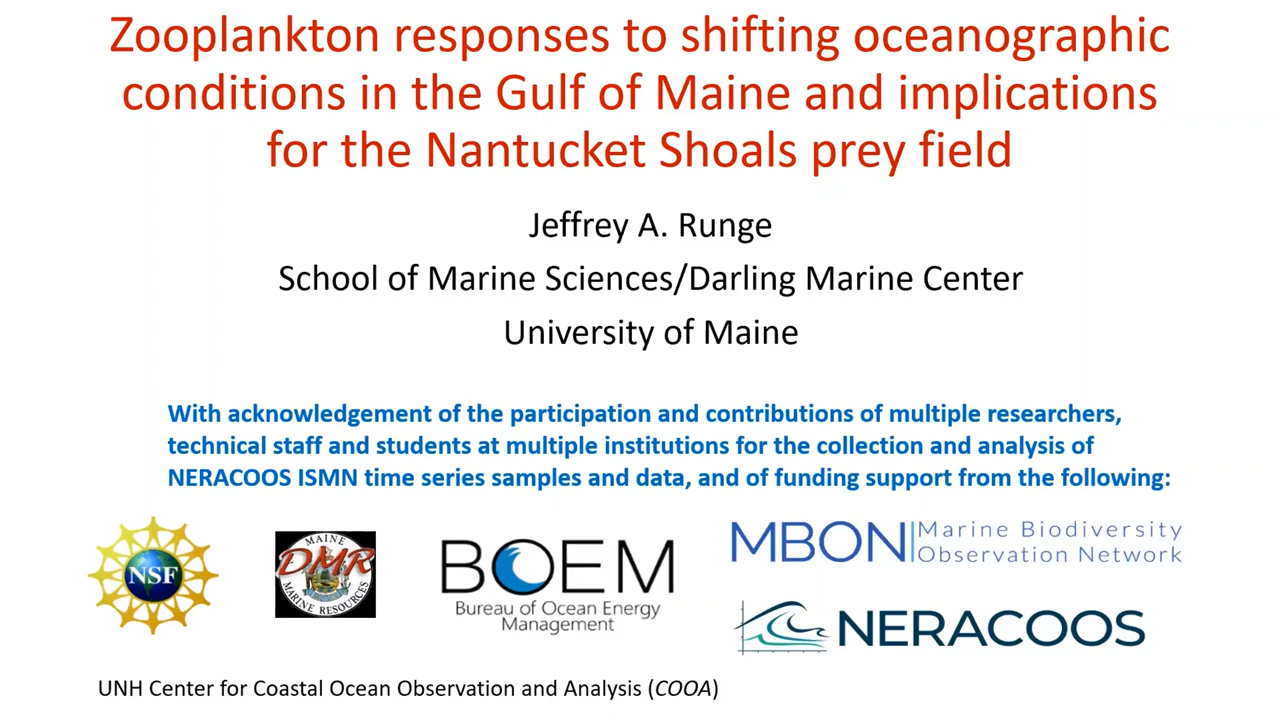 Zooplankton responses to shifting oceanographic
conditions in the Gulf of Maine and implications
for the Nantucket Shoals prey field
Jeffrey A. Runge
School of Marine Sciences/Darling Marine Center
University of Maine
With acknowledgement of the participation and contributions of multiple researchers,
technical staff and students at multiple institutions for the collection and analysis of
NERACOOS ISMN time series samples and data, and of funding support from the following:
NSF
MAINE
DMR
MARINE RESOURCES
BOEM
Bureau of Ocean Energy
Management
MBON
Marine Biodiversity
Observation Network
NERACOOS
UNH Center for Coastal Ocean Observation and Analysis (COOA)